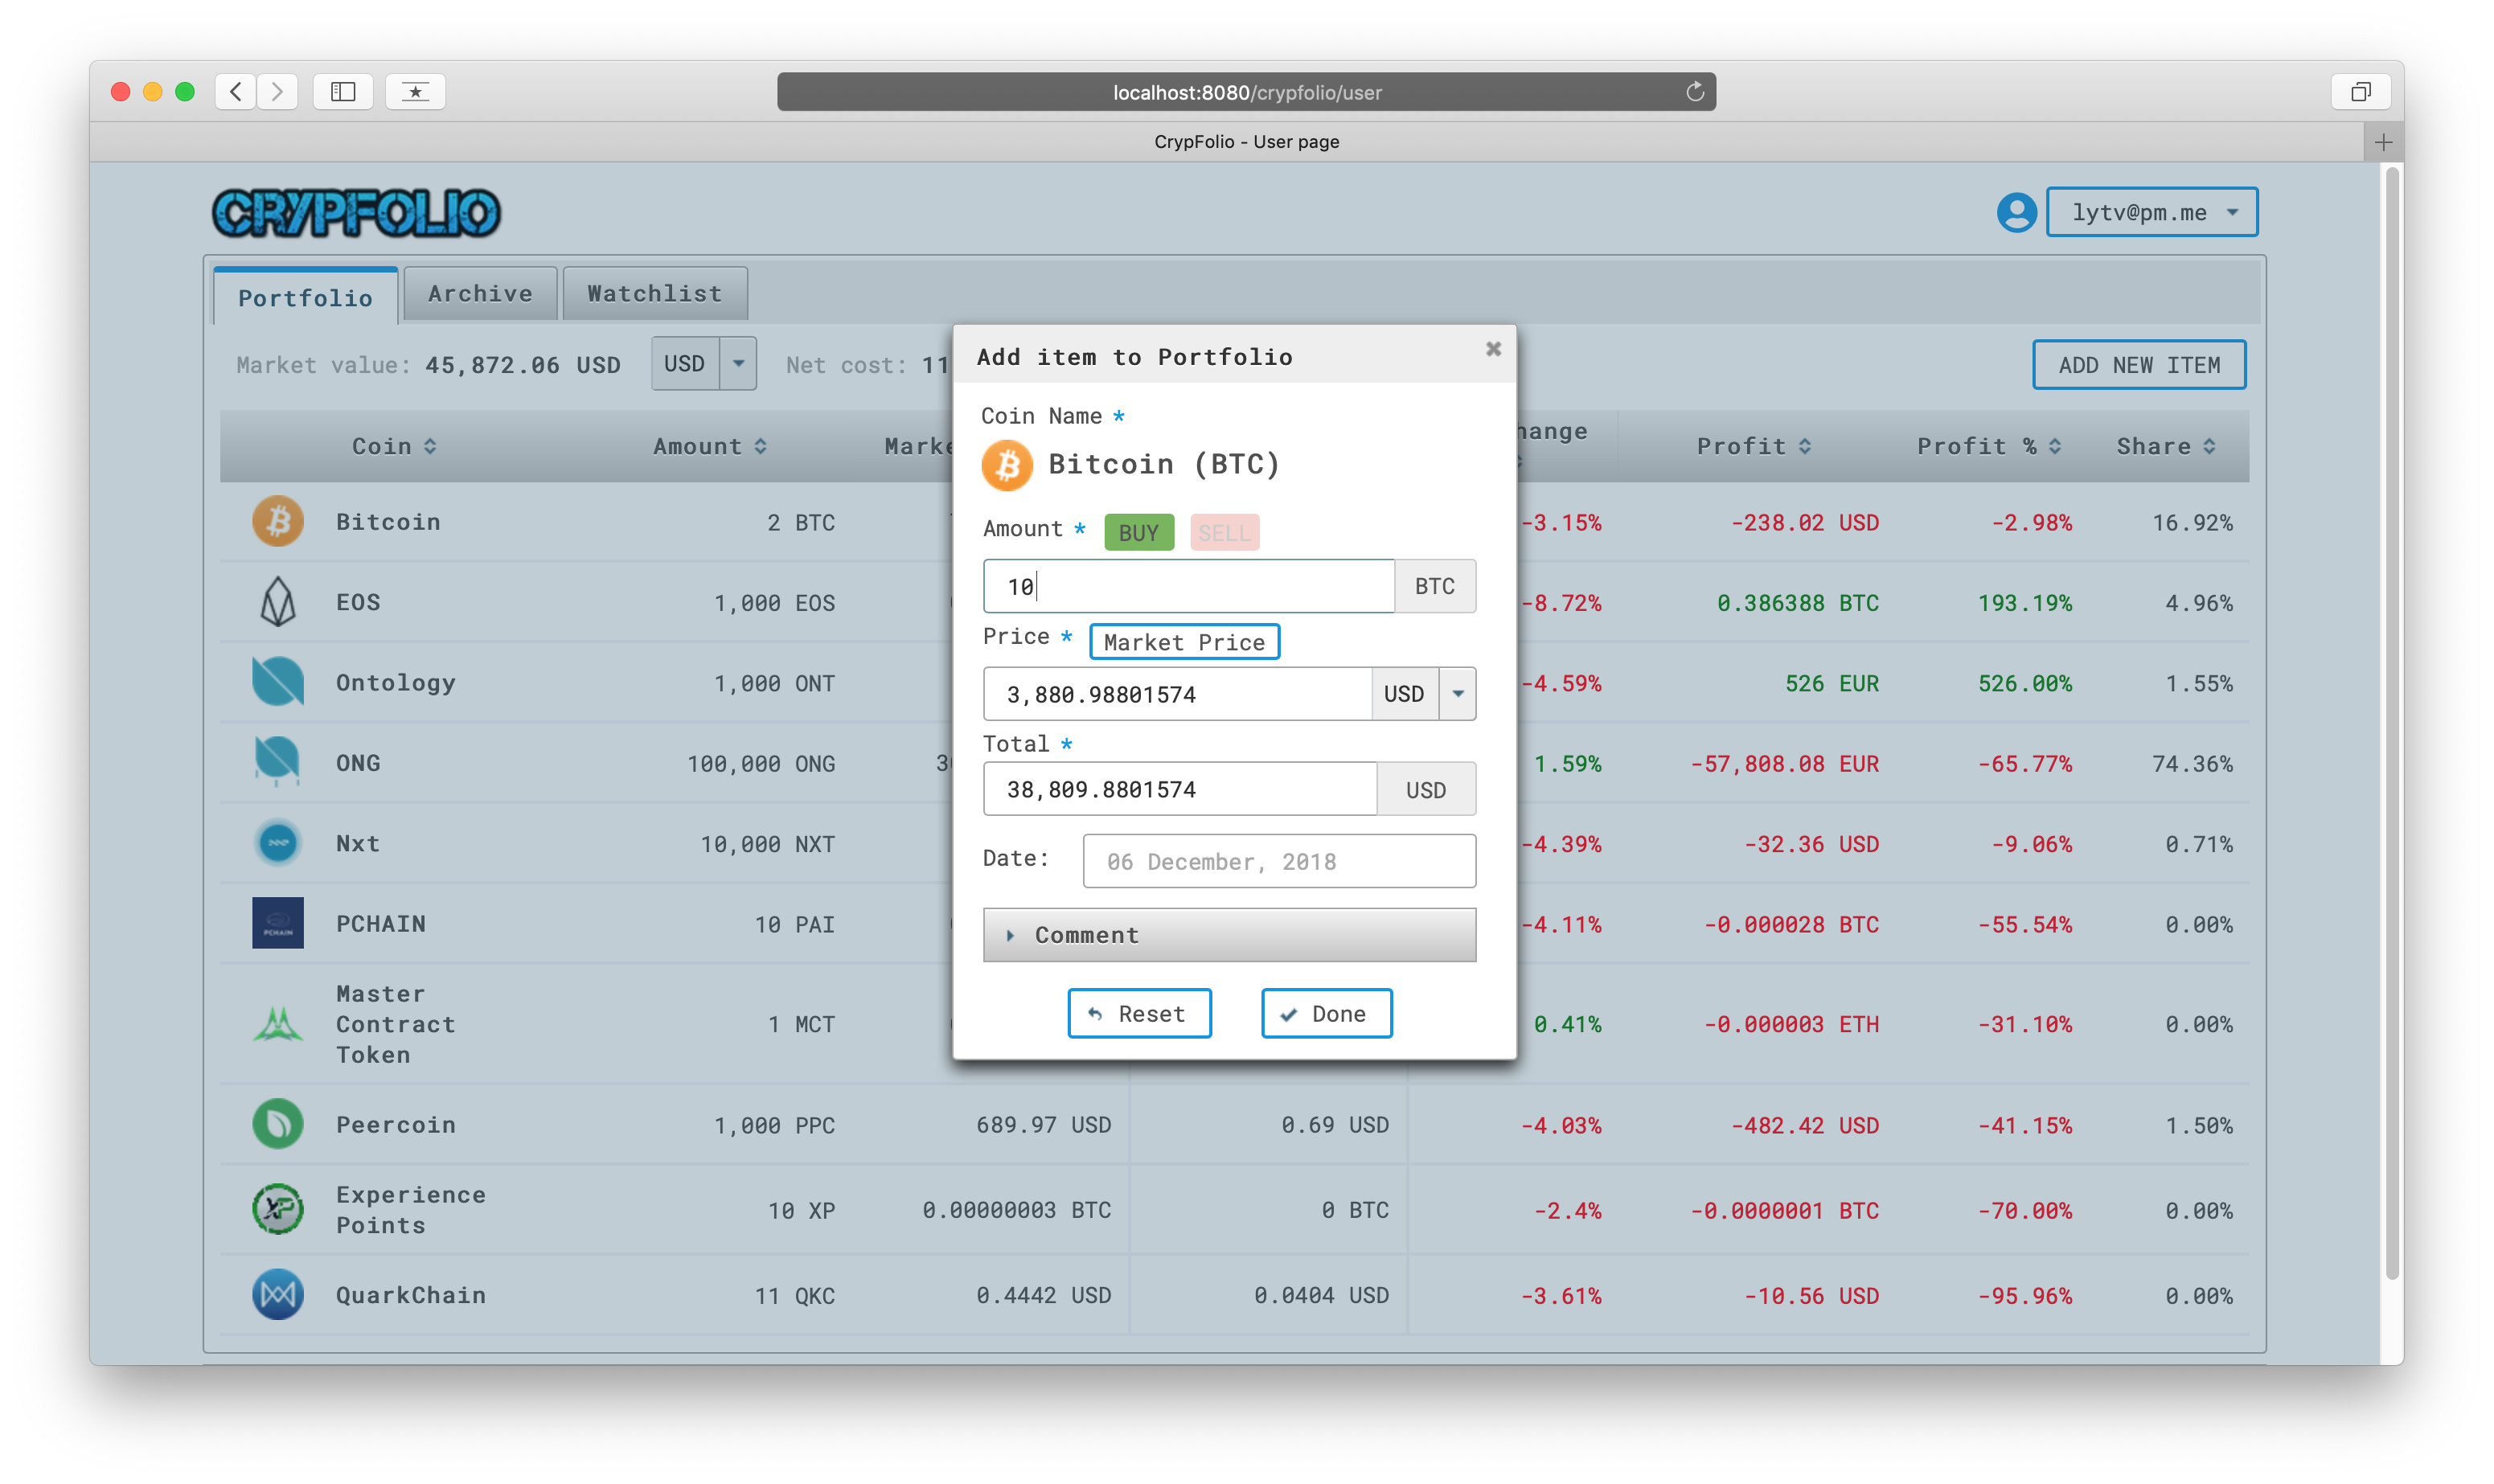 localhost:8080/crypfolio/user
CrypFolio - User page
CRYPFOLIO
lytv@pm.me
Portfolio
Archive
Watchlist
Market value: 45,872.06 USD
USD
Net cost: 11
ADD NEW ITEM
Coin
Amount
Marke
hange
Profit
Profit %
Share
Bitcoin
2 BTC
-3.15%
-238.02 USD
-2.98%
16.92%
EOS
1,000 EOS
-8.72%
0.386388 BTC
193.19%
4.96%
Ontology
1,000 ONT
-4.59%
526 EUR
526.00%
1.55%
ONG
100,000 ONG
1.59%
-57,808.08 EUR
-65.77%
74.36%
Nxt
10,000 NXT
-4.39%
-32.36 USD
-9.06%
0.71%
PCHAIN
PCHAIN
10 PAI
-4.11%
-0.000028 BTC
-55.54%
0.00%
Master
Contract
Token
1 MCT
0.41%
-0.000003 ETH
-31.10%
0.00%
Peercoin
1,000 PPC
689.97 USD
0.69 USD
-4.03%
-482.42 USD
-41.15%
1.50%
XP
Experience
Points
10 XP
0.00000003 BTC
0 BTC
-2.4%
-0.0000001 BTC
-70.00%
0.00%
QuarkChain
11 QKC
0.4442 USD
0.0404 USD
-3.61%
-10.56 USD
-95.96%
0.00%
Add item to Portfolio
Coin Name *
Bitcoin (BTC)
Amount *
BUY
SELL
10
BTC
Price *
Market Price
3,880.98801574
USD
Total *
38,809.8801574
USD
Date:
06 December, 2018
Comment
Reset
Done